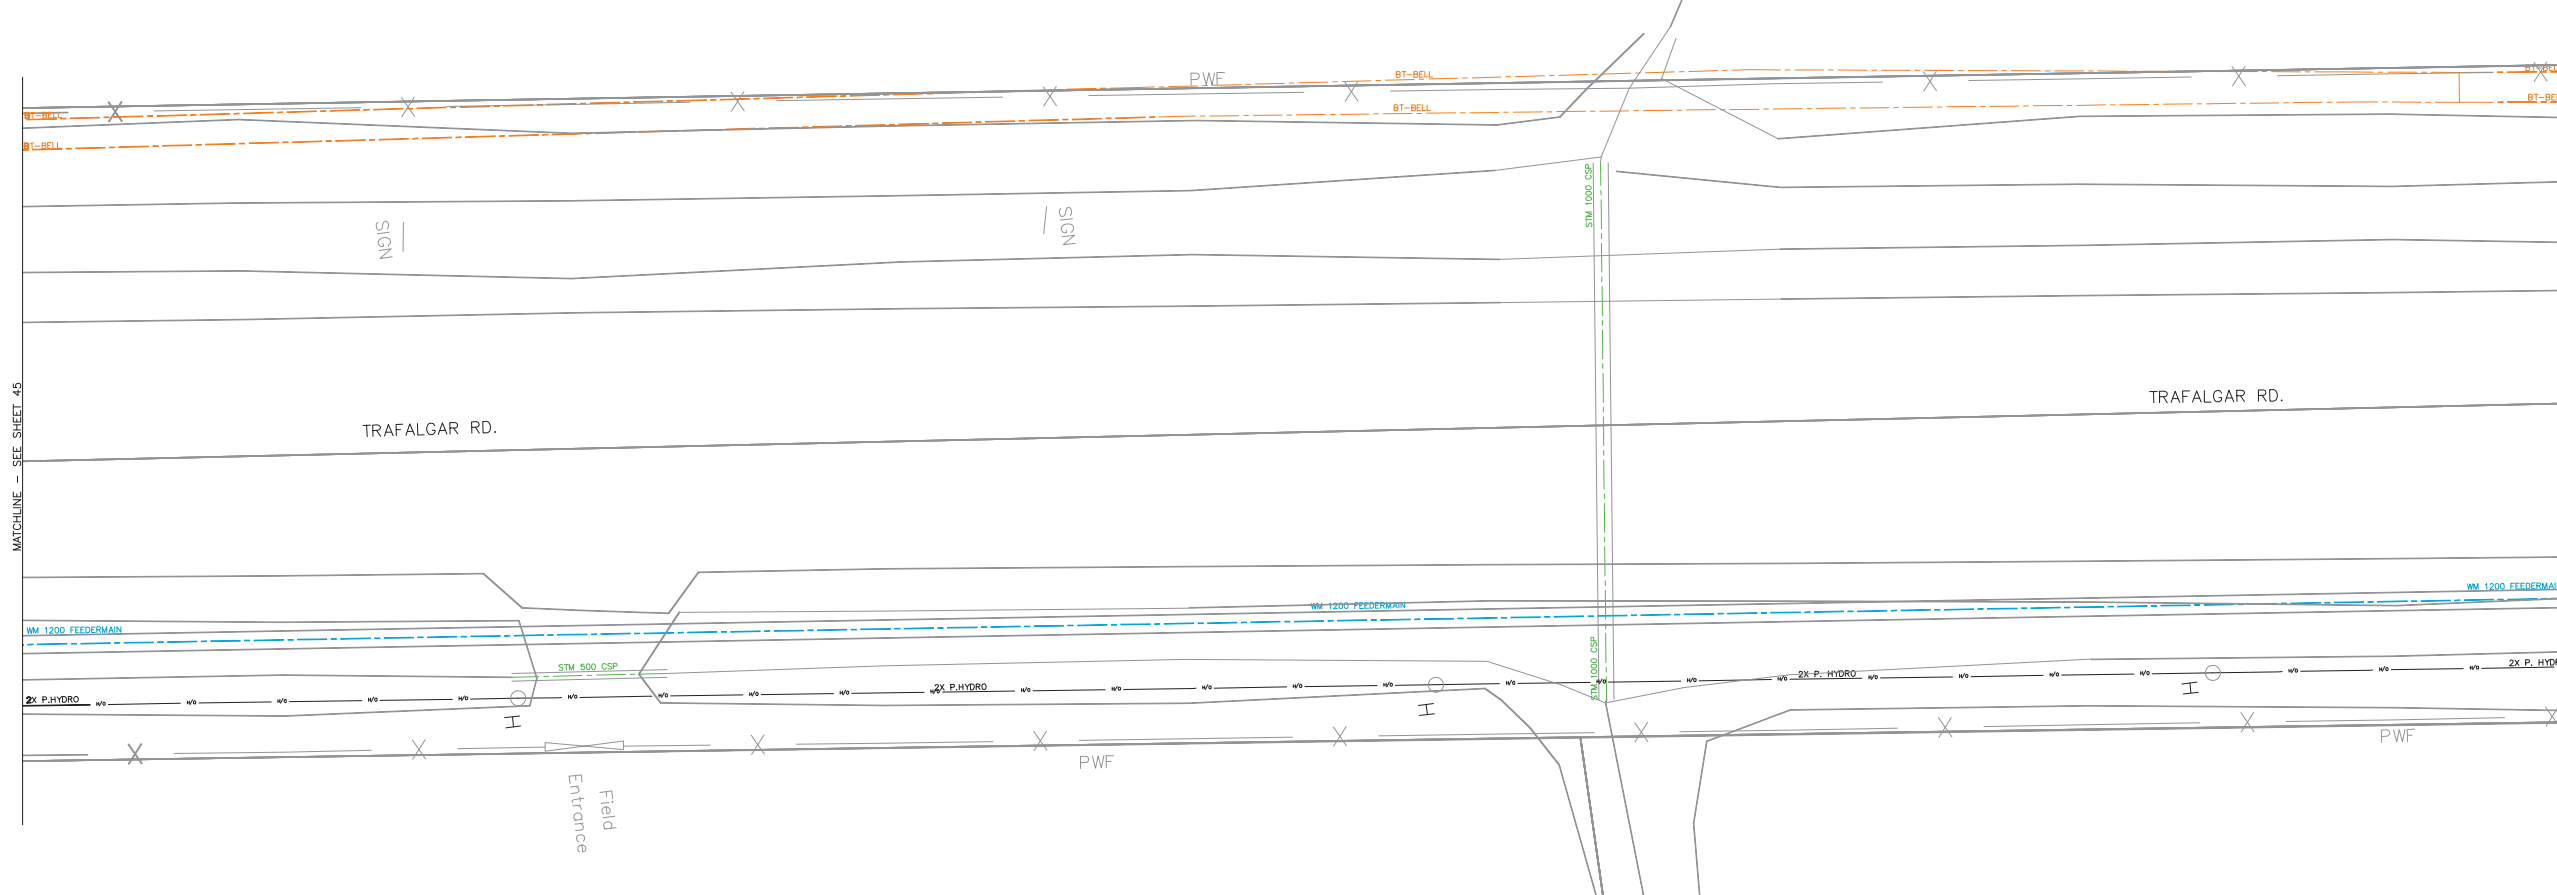 PWF
BT-BELL
BT-BELL
BT-BELL
BT-BELL
BT-BELL
STM 1000 CSP
SIGN
SIGN
MATCHLINE - SEE SHEET 45
TRAFALGAR RD.
TRAFALGAR RD.
WM 1200 FEEDERMAIN
WM 1200 FEEDERMAIN
WM 1200 FEEDERMAI
STM 500 CSP
STM 1000 CSP
2X P.HYDRO
2X P.HYDRO
2X P. HYDRO
2X P. HYD
H/O H/O H/O H/O H/O H/O H/O H/O H/O H/O H/O H/O H/O H/O H/O H/O H/O H/O H/O H/O H/O H/O H/O H/O H/O H/O H/O
H
H
H
PWF
PWF
Field
Entrance